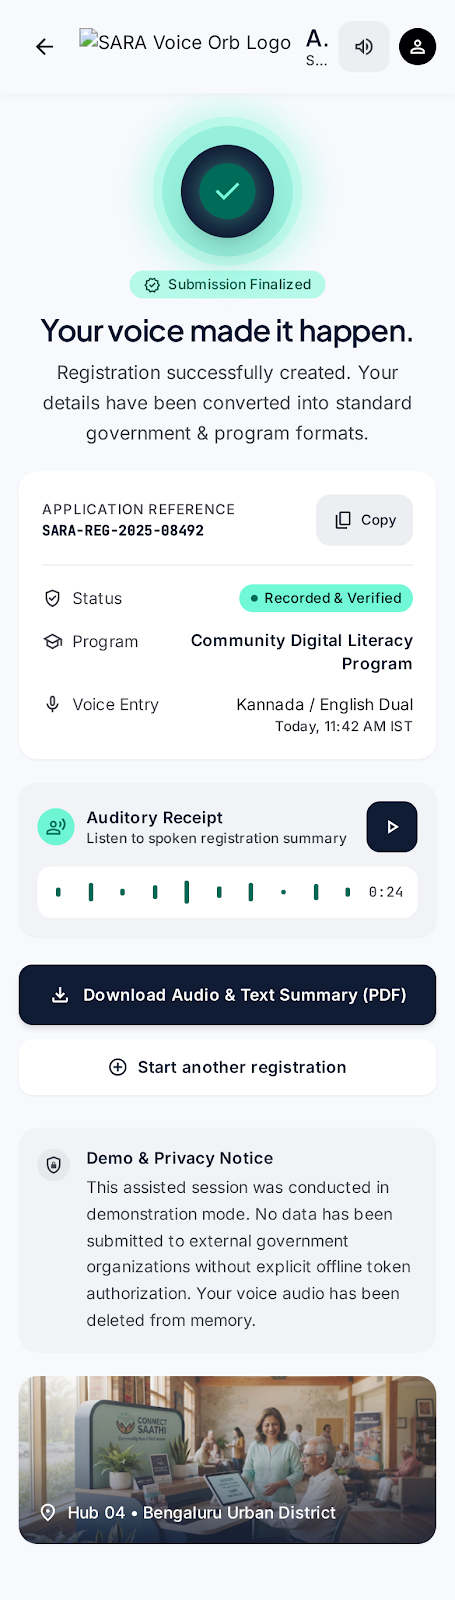 SARA Voice Orb Logo
A.
S...
Submission Finalized
Your voice made it happen.
Registration successfully created. Your
details have been converted into standard
government & program formats.
APPLICATION REFERENCE
SARA-REG-2025-08492
Copy
Status
Recorded & Verified
Program
Community Digital Literacy
Program
Voice Entry
Kannada / English Dual
Today, 11:42 AM IST
Auditory Receipt
Listen to spoken registration summary
0:24
Download Audio & Text Summary (PDF)
Start another registration
Demo & Privacy Notice
This assisted session was conducted in
demonstration mode. No data has been
submitted to external government
organizations without explicit offline token
authorization. Your voice audio has been
deleted from memory.
CONNECT
SAATHI
Hub 04 • Bengaluru Urban District